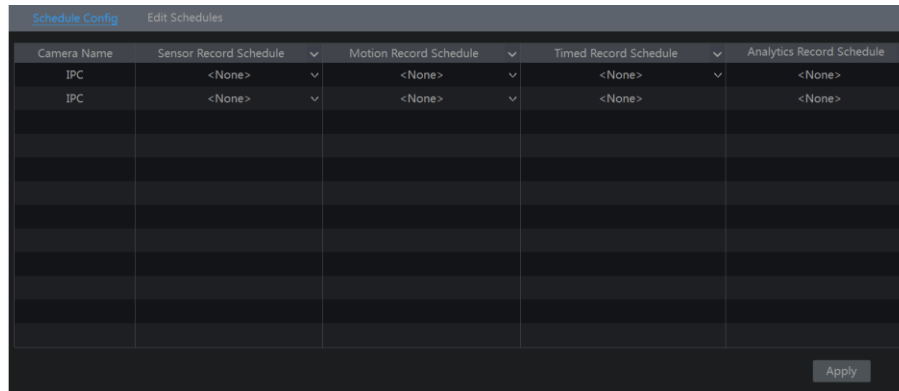 Schedule Config Edit Schedules
Camera Name Sensor Record Schedule Motion Record Schedule Timed Record Schedule Analytics Record Schedule
IPC <None> <None> <None> <None>
IPC <None> <None> <None> <None>
Apply